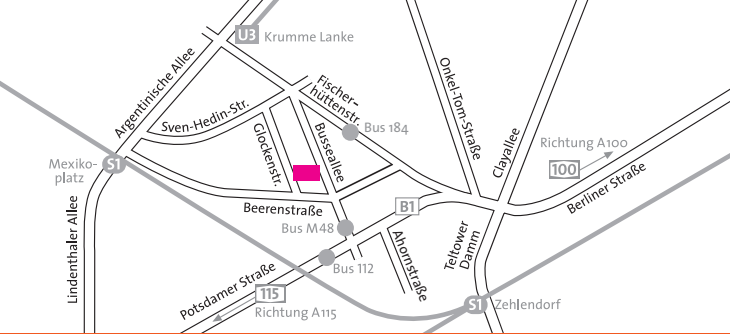 U3 Krumme Lanke
Argentinische Allee
Fischer-
hüttenstr.
Onkel-Tom-Straße
Sven-Hedin-Str.
Bus 184
Clayallee
Richtung A100
100
Glockenstr.
Busseallee
Mexiko-
platz
S1
Berliner Straße
Beerenstraße
B1
Lindenthaler Allee
Bus M48
Teltower
Damm
Ahornstraße
Bus 112
Potsdamer Straße
115
Richtung A115
S1 Zehlendorf